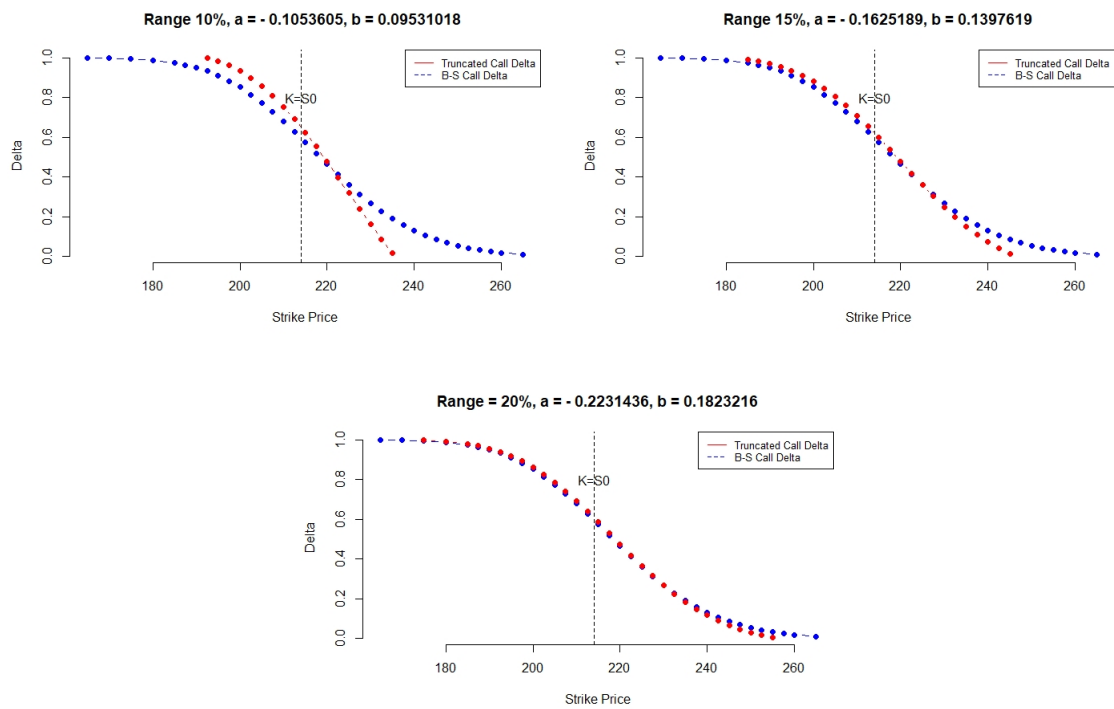 Range 10%, a = - 0.1053605, b = 0.09531018
Truncated Call Delta
B-S Call Delta
K=S0
Delta
0.0
0.2
0.4
0.6
0.8
1.0
180
200
220
240
260
Strike Price
Range 15%, a = - 0.1625189, b = 0.1397619
Truncated Call Delta
B-S Call Delta
K=S0
Delta
0.0
0.2
0.4
0.6
0.8
1.0
180
200
220
240
260
Strike Price
Range = 20%, a = - 0.2231436, b = 0.1823216
Truncated Call Delta
B-S Call Delta
K=S0
Delta
0.0
0.2
0.4
0.6
0.8
1.0
180
200
220
240
260
Strike Price